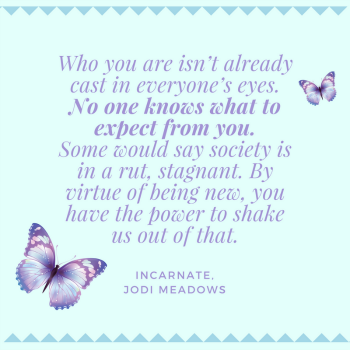 Who you are isn’t already
cast in everyone’s eyes.
No one knows what to
expect from you.
Some would say society is
in a rut, stagnant. By
virtue of being new, you
have the power to shake
us out of that.
INCARNATE,
JODI MEADOWS